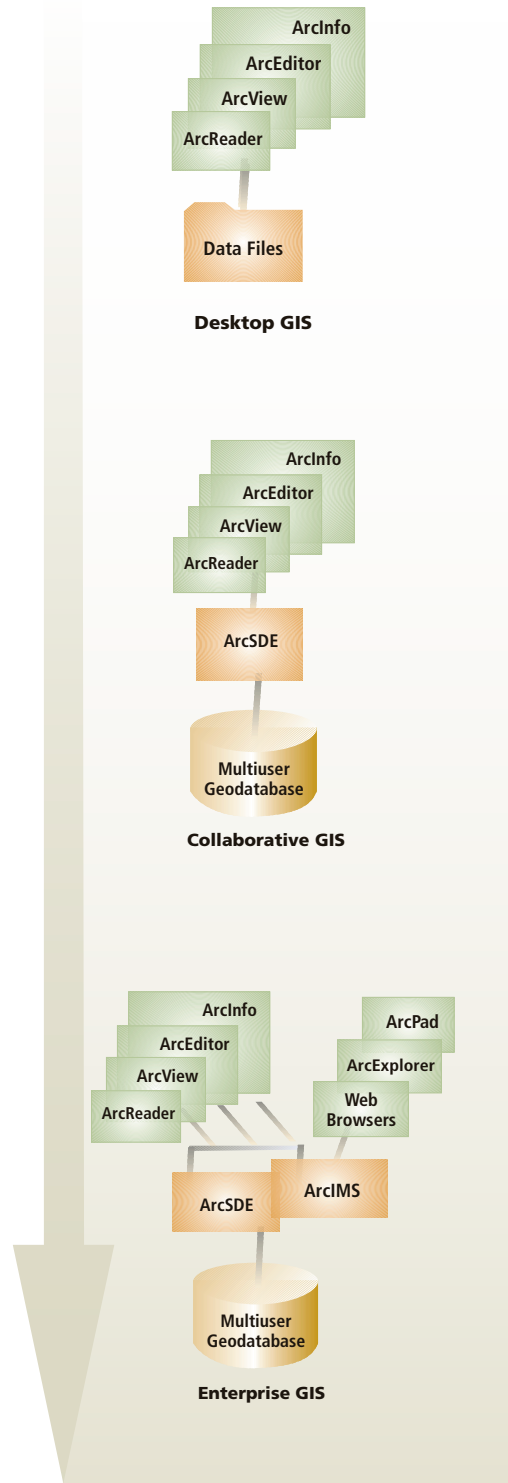 ArcInfo
ArcEditor
ArcView
ArcReader
Data Files
Desktop GIS
ArcInfo
ArcEditor
ArcView
ArcReader
ArcSDE
Multiuser
Geodatabase
Collaborative GIS
ArcInfo
ArcEditor
ArcView
ArcReader
ArcPad
ArcExplorer
Web
Browsers
ArcSDE
ArcIMS
Multiuser
Geodatabase
Enterprise GIS